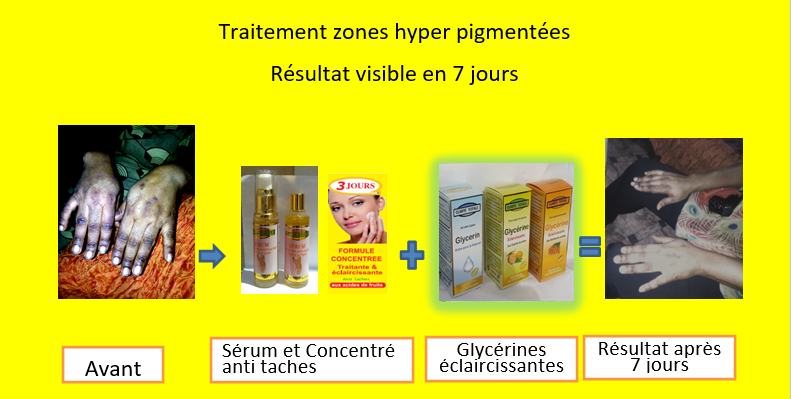 Traitement zones hyper pigmentées
Résultat visible en 7 jours
3 JOURS
FORMULE
CONCENTREE
Traitante &
éclaircissante
aux acides de fruits
Glycerin
Glycérine
Glycérine
Avant
Sérum et Concentré
anti taches
Glycérines
éclaircissantes
Résultat après
7 jours